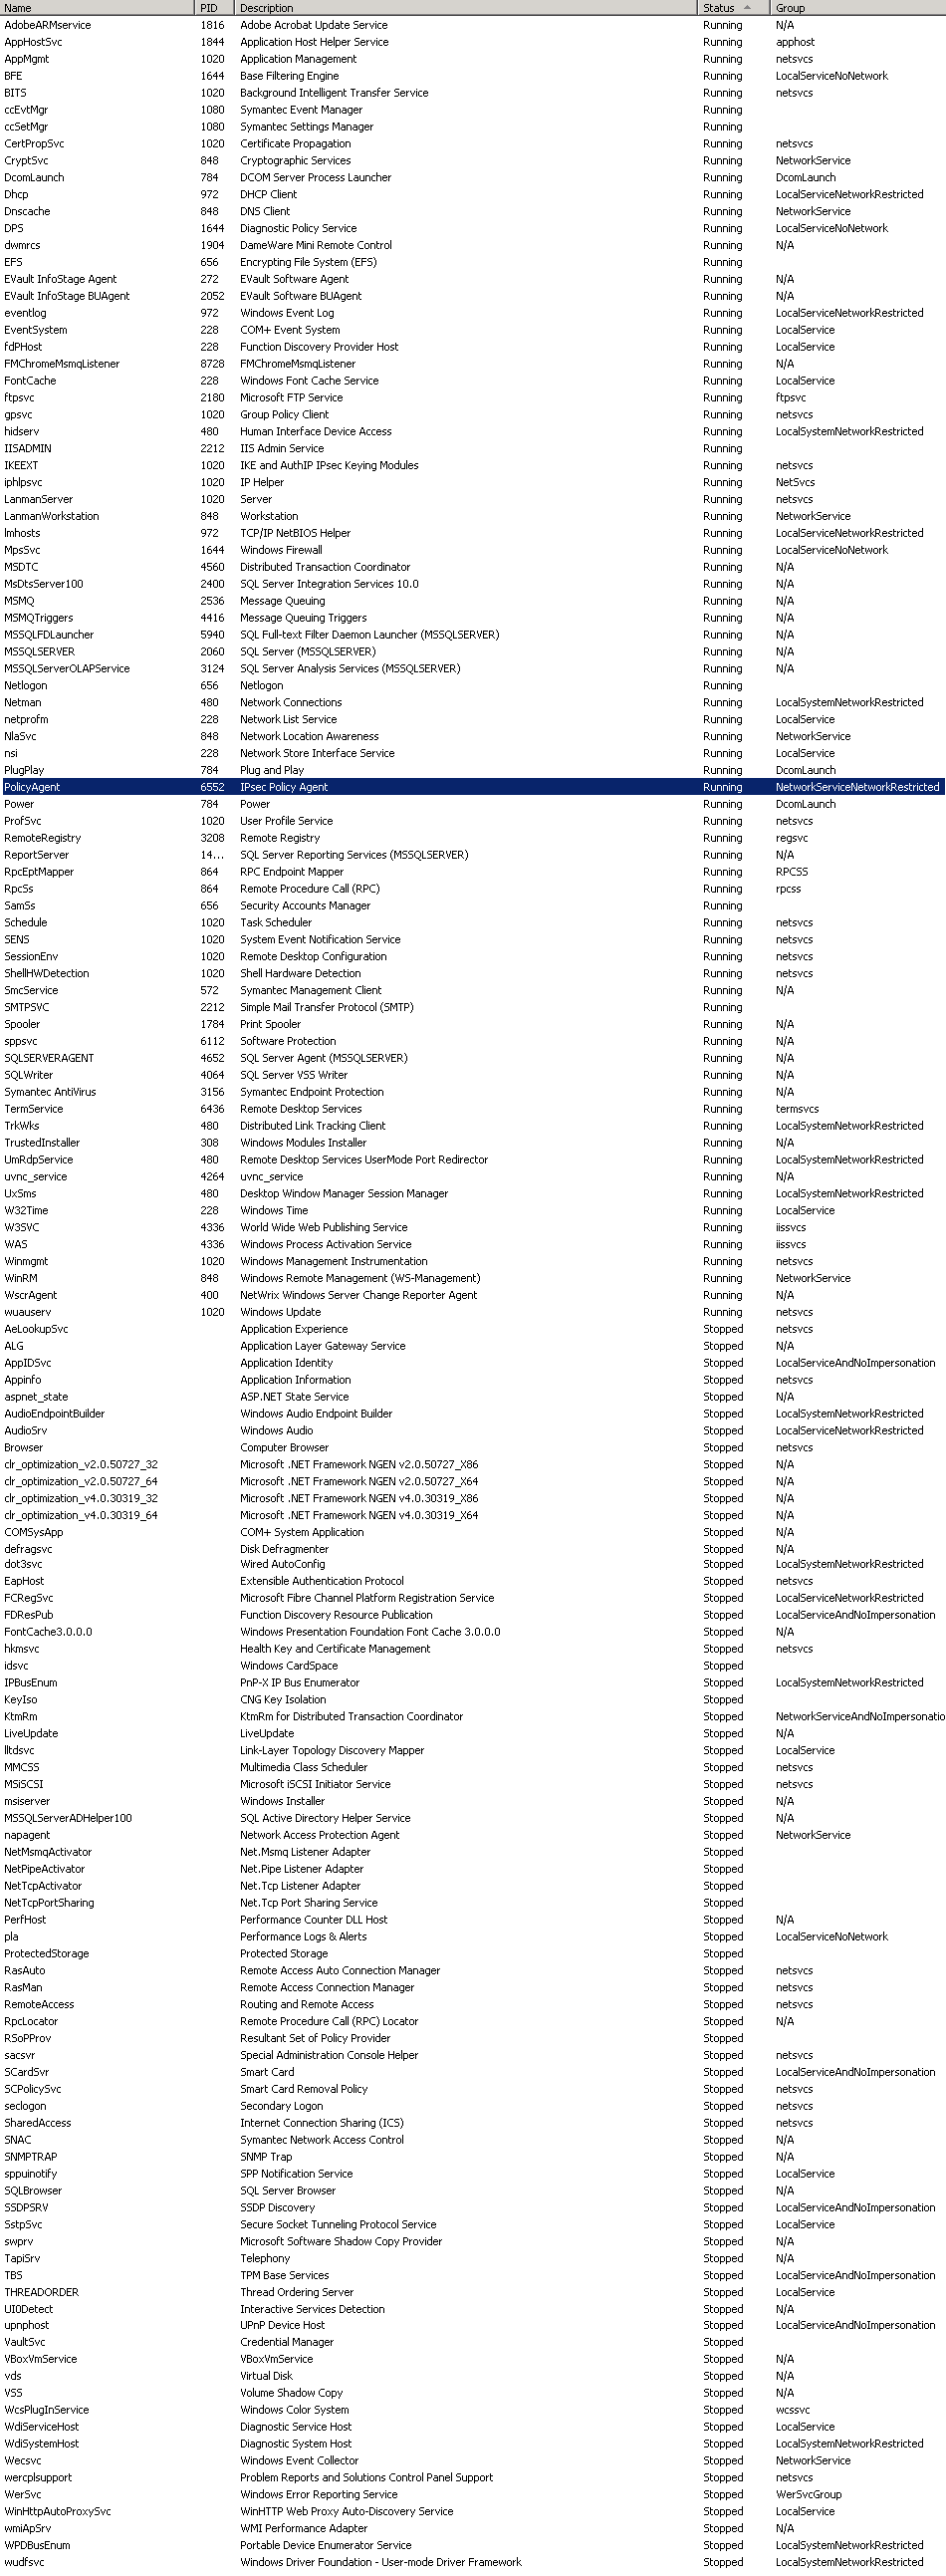 Name PID Description Status Group
AdobeARMservice 1816 Adobe Acrobat Update Service Running N/A
AppHostSvc 1844 Application Host Helper Service Running apphost
AppMgmt 1020 Application Management Running netsvcs
BFE 1644 Base Filtering Engine Running LocalServiceNoNetwork
BITS 1020 Background Intelligent Transfer Service Running netsvcs
ccEvtMgr 1080 Symantec Event Manager Running
ccSetMgr 1080 Symantec Settings Manager Running
CertPropSvc 1020 Certificate Propagation Running netsvcs
CryptSvc 848 Cryptographic Services Running NetworkService
DcomLaunch 784 DCOM Server Process Launcher Running DcomLaunch
Dhcp 972 DHCP Client Running LocalServiceNetworkRestricted
Dnscache 848 DNS Client Running NetworkService
DPS 1644 Diagnostic Policy Service Running LocalServiceNoNetwork
dwmrcs 1904 DameWare Mini Remote Control Running N/A
EFS 656 Encrypting File System (EFS) Running
EVault InfoStage Agent 272 EVault Software Agent Running N/A
EVault InfoStage BUAgent 2052 EVault Software BUAgent Running N/A
eventlog 972 Windows Event Log Running LocalServiceNetworkRestricted
EventSystem 228 COM+ Event System Running LocalService
fdPHost 228 Function Discovery Provider Host Running LocalService
FMChromeMsmqListener 8728 FMChromeMsmqListener Running N/A
FontCache 228 Windows Font Cache Service Running LocalService
ftpsvc 2180 Microsoft FTP Service Running ftpsvc
gpsvc 1020 Group Policy Client Running netsvcs
hidserv 480 Human Interface Device Access Running LocalSystemNetworkRestricted
IISADMIN 2212 IIS Admin Service Running
IKEEXT 1020 IKE and AuthIP IPsec Keying Modules Running netsvcs
iphlpsvc 1020 IP Helper Running NetSvcs
LanmanServer 1020 Server Running netsvcs
LanmanWorkstation 848 Workstation Running NetworkService
lmhosts 972 TCP/IP NetBIOS Helper Running LocalServiceNetworkRestricted
MpsSvc 1644 Windows Firewall Running LocalServiceNoNetwork
MSDTC 4560 Distributed Transaction Coordinator Running N/A
MsDtsServer100 2400 SQL Server Integration Services 10.0 Running N/A
MSMQ 2536 Message Queuing Running N/A
MSMQTriggers 4416 Message Queuing Triggers Running N/A
MSSQLFDLauncher 5940 SQL Full-text Filter Daemon Launcher (MSSQLSERVER) Running N/A
MSSQLSERVER 2060 SQL Server (MSSQLSERVER) Running N/A
MSSQLServerOLAPService 3124 SQL Server Analysis Services (MSSQLSERVER) Running N/A
Netlogon 656 Netlogon Running
Netman 480 Network Connections Running LocalSystemNetworkRestricted
netprofm 228 Network List Service Running LocalService
NlaSvc 848 Network Location Awareness Running NetworkService
nsi 228 Network Store Interface Service Running LocalService
PlugPlay 784 Plug and Play Running DcomLaunch
PolicyAgent 6552 IPsec Policy Agent Running NetworkServiceNetworkRestricted
Power 784 Power Running DcomLaunch
ProfSvc 1020 User Profile Service Running netsvcs
RemoteRegistry 3208 Remote Registry Running regsvc
ReportServer 14... SQL Server Reporting Services (MSSQLSERVER) Running N/A
RpcEptMapper 864 RPC Endpoint Mapper Running RPCSS
RpcSs 864 Remote Procedure Call (RPC) Running rpcss
SamSs 656 Security Accounts Manager Running
Schedule 1020 Task Scheduler Running netsvcs
SENS 1020 System Event Notification Service Running netsvcs
SessionEnv 1020 Remote Desktop Configuration Running netsvcs
ShellHWDetection 1020 Shell Hardware Detection Running netsvcs
SmcService 572 Symantec Management Client Running N/A
SMTPSVC 2212 Simple Mail Transfer Protocol (SMTP) Running
Spooler 1784 Print Spooler Running N/A
sppsvc 6112 Software Protection Running N/A
SQLSERVERAGENT 4652 SQL Server Agent (MSSQLSERVER) Running N/A
SQLWriter 4064 SQL Server VSS Writer Running N/A
Symantec AntiVirus 3156 Symantec Endpoint Protection Running N/A
TermService 6436 Remote Desktop Services Running termsvcs
TrkWks 480 Distributed Link Tracking Client Running LocalSystemNetworkRestricted
TrustedInstaller 308 Windows Modules Installer Running N/A
UmRdpService 480 Remote Desktop Services UserMode Port Redirector Running LocalSystemNetworkRestricted
uvnc_service 4264 uvnc_service Running N/A
UxSms 480 Desktop Window Manager Session Manager Running LocalSystemNetworkRestricted
W32Time 228 Windows Time Running LocalService
W3SVC 4336 World Wide Web Publishing Service Running iissvcs
WAS 4336 Windows Process Activation Service Running iissvcs
Winmgmt 1020 Windows Management Instrumentation Running netsvcs
WinRM 848 Windows Remote Management (WS-Management) Running NetworkService
WscrAgent 400 NetWrix Windows Server Change Reporter Agent Running N/A
wuauserv 1020 Windows Update Running netsvcs
AeLookupSvc Application Experience Stopped netsvcs
ALG Application Layer Gateway Service Stopped N/A
AppIDSvc Application Identity Stopped LocalServiceAndNoImpersonation
Appinfo Application Information Stopped netsvcs
aspnet_state ASP.NET State Service Stopped N/A
AudioEndpointBuilder Windows Audio Endpoint Builder Stopped LocalSystemNetworkRestricted
AudioSrv Windows Audio Stopped LocalServiceNetworkRestricted
Browser Computer Browser Stopped netsvcs
clr_optimization_v2.0.50727_32 Microsoft .NET Framework NGEN v2.0.50727_X86 Stopped N/A
clr_optimization_v2.0.50727_64 Microsoft .NET Framework NGEN v2.0.50727_X64 Stopped N/A
clr_optimization_v4.0.30319_32 Microsoft .NET Framework NGEN v4.0.30319_X86 Stopped N/A
clr_optimization_v4.0.30319_64 Microsoft .NET Framework NGEN v4.0.30319_X64 Stopped N/A
COMSysApp COM+ System Application Stopped N/A
defragsvc Disk Defragmenter Stopped N/A
dot3svc Wired AutoConfig Stopped LocalSystemNetworkRestricted
EapHost Extensible Authentication Protocol Stopped netsvcs
FCRegSvc Microsoft Fibre Channel Platform Registration Service Stopped LocalServiceNetworkRestricted
FDResPub Function Discovery Resource Publication Stopped LocalServiceAndNoImpersonation
FontCache3.0.0.0 Windows Presentation Foundation Font Cache 3.0.0.0 Stopped N/A
hkmsvc Health Key and Certificate Management Stopped netsvcs
idsvc Windows CardSpace Stopped
IPBusEnum PnP-X IP Bus Enumerator Stopped LocalSystemNetworkRestricted
KeyIso CNG Key Isolation Stopped
KtmRm KtmRm for Distributed Transaction Coordinator Stopped NetworkServiceAndNoImpersonatio
LiveUpdate LiveUpdate Stopped N/A
lltdsvc Link-Layer Topology Discovery Mapper Stopped LocalService
MMCSS Multimedia Class Scheduler Stopped netsvcs
MSiSCSI Microsoft iSCSI Initiator Service Stopped netsvcs
msiserver Windows Installer Stopped N/A
MSSQLServerADHelper100 SQL Active Directory Helper Service Stopped N/A
napagent Network Access Protection Agent Stopped NetworkService
NetMsmqActivator Net.Msmq Listener Adapter Stopped
NetPipeActivator Net.Pipe Listener Adapter Stopped
NetTcpActivator Net.Tcp Listener Adapter Stopped
NetTcpPortSharing Net.Tcp Port Sharing Service Stopped
PerfHost Performance Counter DLL Host Stopped N/A
pla Performance Logs & Alerts Stopped LocalServiceNoNetwork
ProtectedStorage Protected Storage Stopped
RasAuto Remote Access Auto Connection Manager Stopped netsvcs
RasMan Remote Access Connection Manager Stopped netsvcs
RemoteAccess Routing and Remote Access Stopped netsvcs
RpcLocator Remote Procedure Call (RPC) Locator Stopped N/A
RSoPProv Resultant Set of Policy Provider Stopped
sacsvr Special Administration Console Helper Stopped netsvcs
SCardSvr Smart Card Stopped LocalServiceAndNoImpersonation
SCPolicySvc Smart Card Removal Policy Stopped netsvcs
seclogon Secondary Logon Stopped netsvcs
SharedAccess Internet Connection Sharing (ICS) Stopped netsvcs
SNAC Symantec Network Access Control Stopped N/A
SNMPTRAP SNMP Trap Stopped N/A
sppuinotify SPP Notification Service Stopped LocalService
SQLBrowser SQL Server Browser Stopped N/A
SSDPSRV SSDP Discovery Stopped LocalServiceAndNoImpersonation
SstpSvc Secure Socket Tunneling Protocol Service Stopped LocalService
swprv Microsoft Software Shadow Copy Provider Stopped N/A
TapiSrv Telephony Stopped N/A
TBS TPM Base Services Stopped LocalServiceAndNoImpersonation
THREADORDER Thread Ordering Server Stopped LocalService
UI0Detect Interactive Services Detection Stopped N/A
upnphost UPnP Device Host Stopped LocalServiceAndNoImpersonation
VaultSvc Credential Manager Stopped
VBoxVmService VBoxVmService Stopped N/A
vds Virtual Disk Stopped N/A
VSS Volume Shadow Copy Stopped N/A
WcsPlugInService Windows Color System Stopped wcssvc
WdiServiceHost Diagnostic Service Host Stopped LocalService
WdiSystemHost Diagnostic System Host Stopped LocalSystemNetworkRestricted
Wecsvc Windows Event Collector Stopped NetworkService
wercplsupport Problem Reports and Solutions Control Panel Support Stopped netsvcs
WerSvc Windows Error Reporting Service Stopped WerSvcGroup
WinHttpAutoProxySvc WinHTTP Web Proxy Auto-Discovery Service Stopped LocalService
wmiApSrv WMI Performance Adapter Stopped N/A
WPDBusEnum Portable Device Enumerator Service Stopped LocalSystemNetworkRestricted
wudfsvc Windows Driver Foundation - User-mode Driver Framework Stopped LocalSystemNetworkRestricted